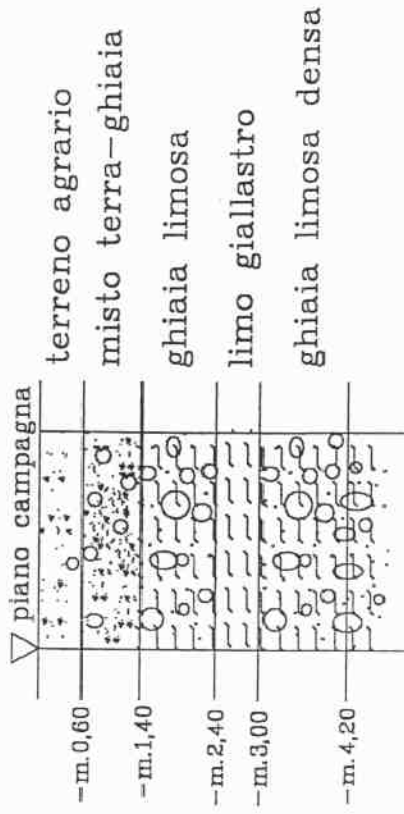 piano campagna
terreno agrario
-m.0,60
misto terra-ghiaia
-m.1,40
ghiaia limosa
-m.2,40
limo giallastro
-m.3,00
ghiaia limosa densa
-m.4,20